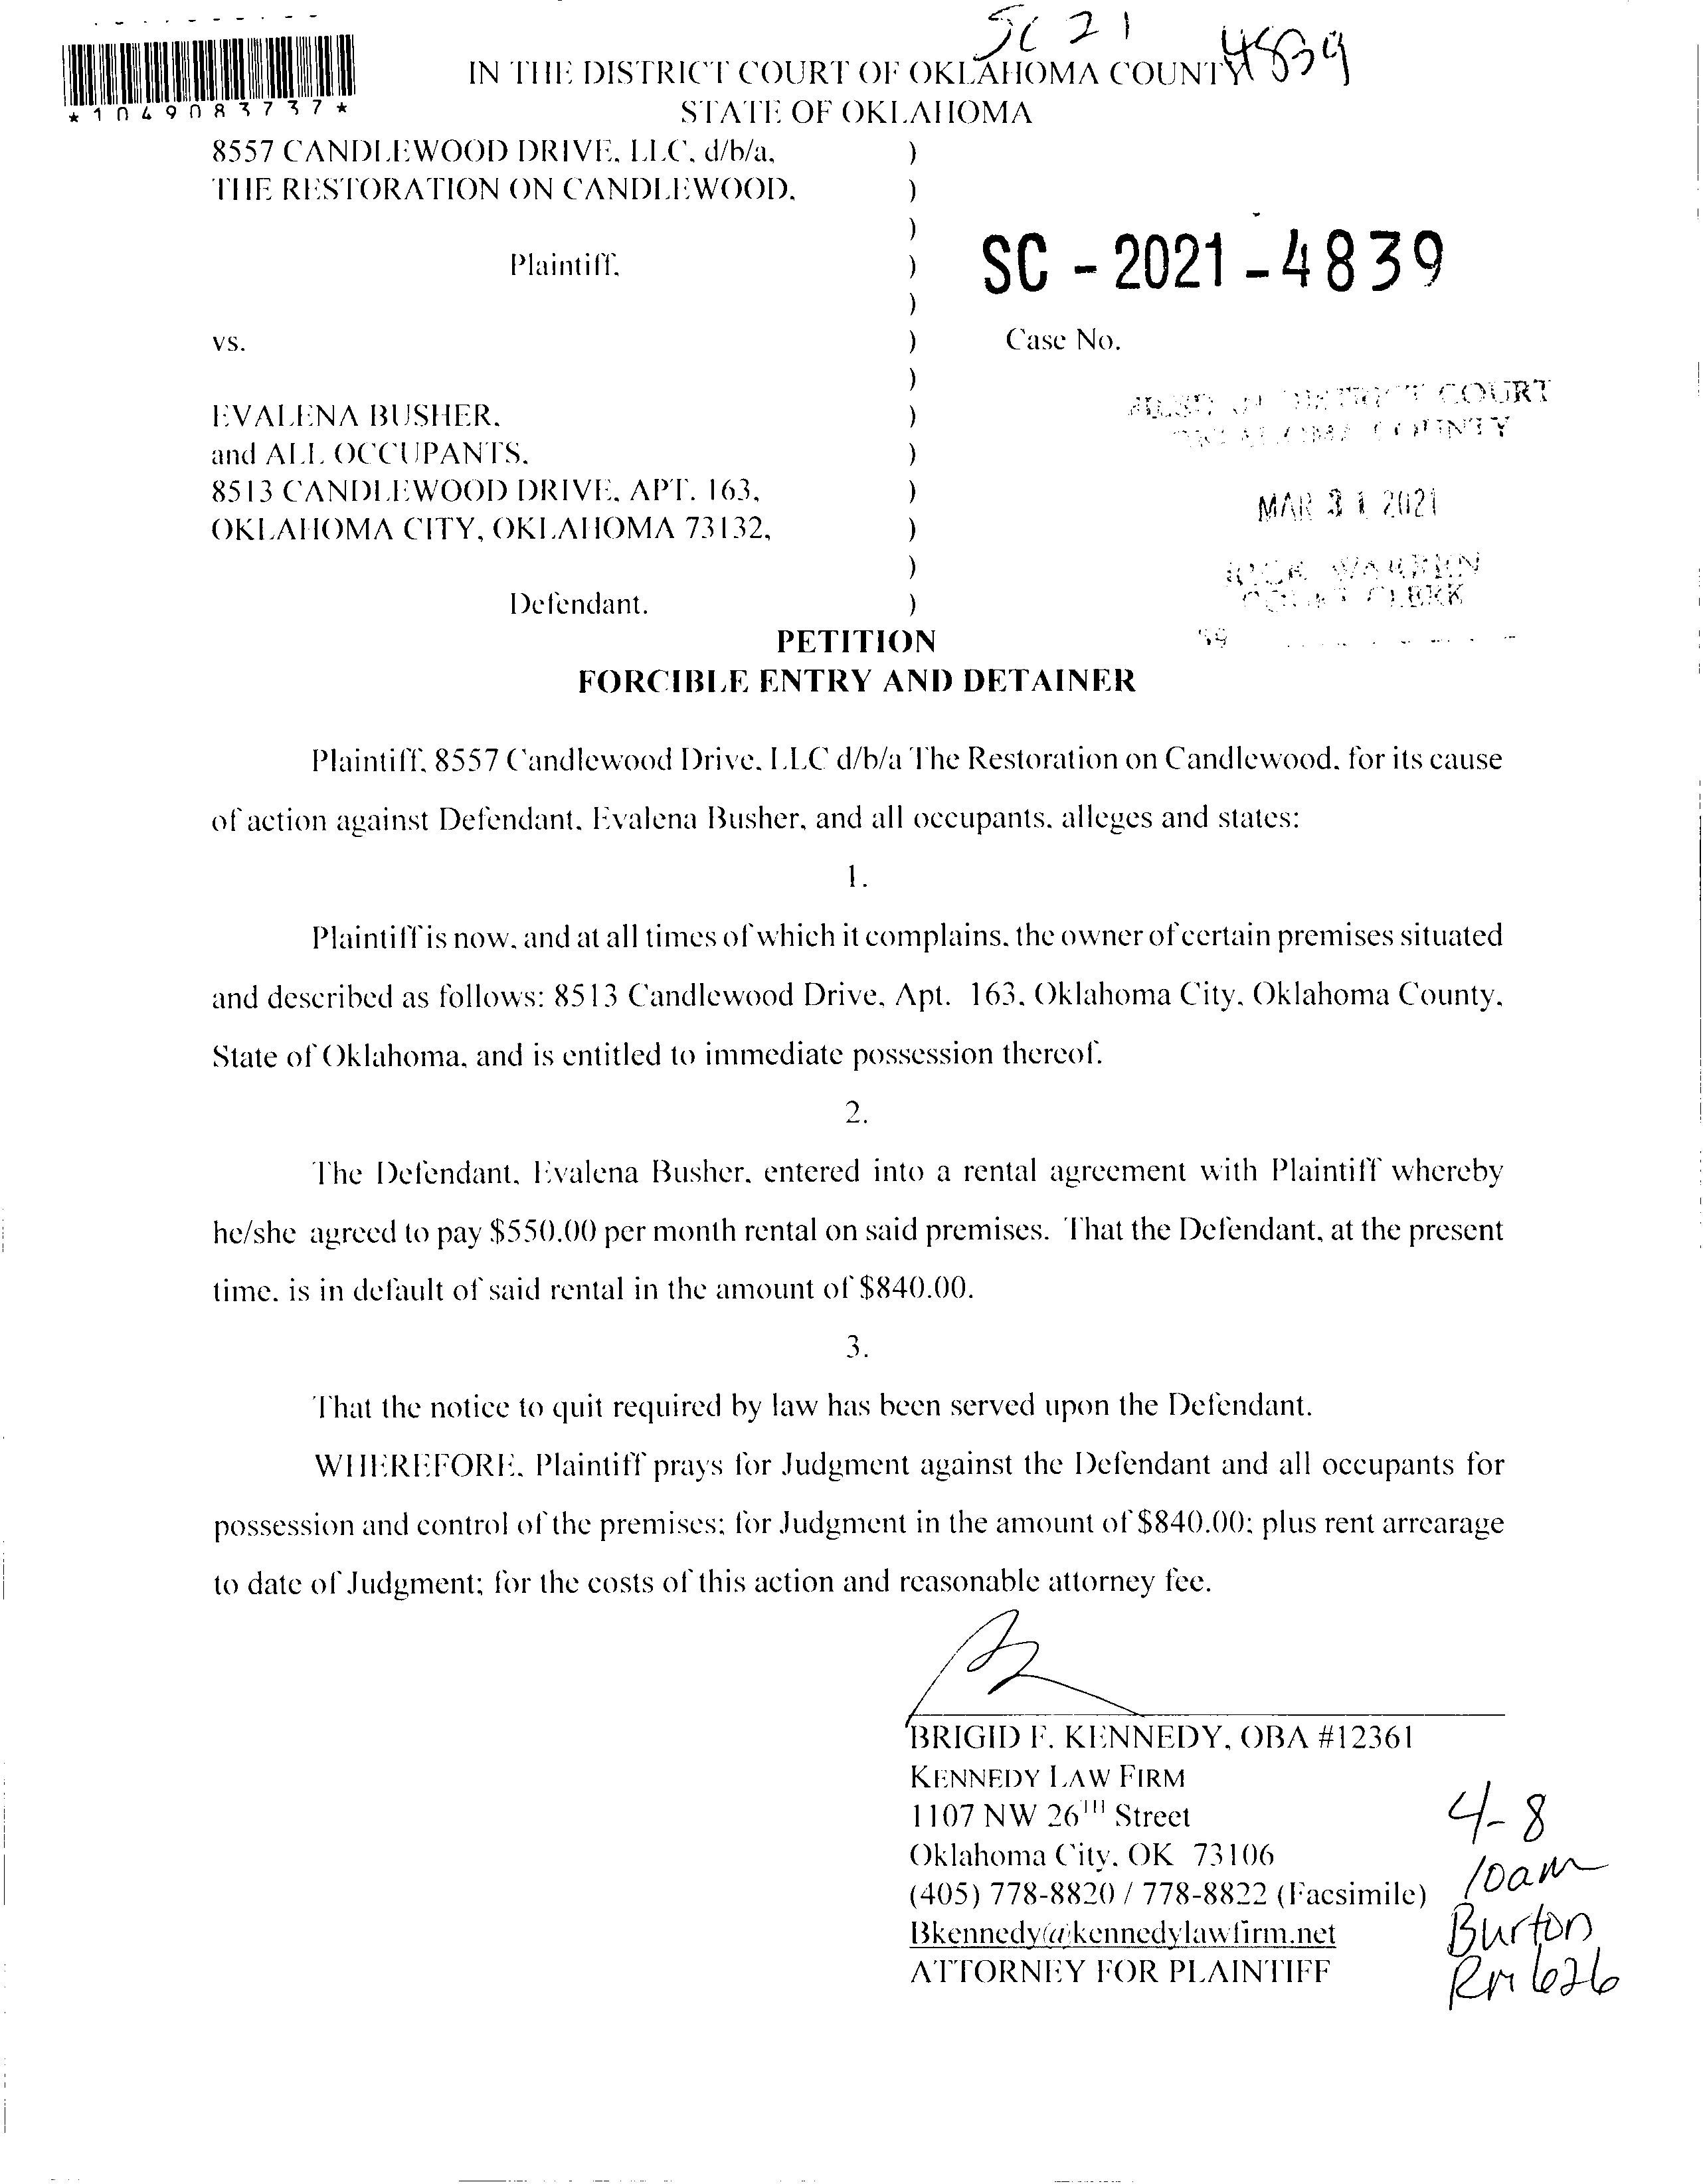 SC 21 4839
*1049083737*
IN THE DISTRICT COURT OF OKLAHOMA COUNTY
STATE OF OKLAHOMA
8557 CANDLEWOOD DRIVE, LLC, d/b/a, )
THE RESTORATION ON CANDLEWOOD, )
)
Plaintiff, )
SC - 2021 - 4839
)
vs. ) Case No.
)
EVALENA BUSHER, )
and ALL OCCUPANTS, )
8513 CANDLEWOOD DRIVE, APT. 163, )
OKLAHOMA CITY, OKLAHOMA 73132, )
)
Defendant. )
FILED IN DISTRICT COURT
OKLAHOMA COUNTY
MAR 31 2021
RICK WARREN
COURT CLERK
PETITION
FORCIBLE ENTRY AND DETAINER
Plaintiff, 8557 Candlewood Drive, LLC d/b/a The Restoration on Candlewood, for its cause
of action against Defendant, Evalena Busher, and all occupants, alleges and states:
1.
Plaintiff is now, and at all times of which it complains, the owner of certain premises situated
and described as follows: 8513 Candlewood Drive, Apt. 163, Oklahoma City, Oklahoma County,
State of Oklahoma, and is entitled to immediate possession thereof.
2.
The Defendant, Evalena Busher, entered into a rental agreement with Plaintiff whereby
he/she agreed to pay $550.00 per month rental on said premises. That the Defendant, at the present
time, is in default of said rental in the amount of $840.00.
3.
That the notice to quit required by law has been served upon the Defendant.
WHEREFORE, Plaintiff prays for Judgment against the Defendant and all occupants for
possession and control of the premises; for Judgment in the amount of $840.00; plus rent arrearage
to date of Judgment; for the costs of this action and reasonable attorney fee.
BRIGID F. KENNEDY, OBA #12361
KENNEDY LAW FIRM
1107 NW 26TH Street
Oklahoma City, OK 73106
(405) 778-8820 / 778-8822 (Facsimile)
Bkennedy@kennedylawfirm.net
ATTORNEY FOR PLAINTIFF
4-8
10am
Burton
Rm 626